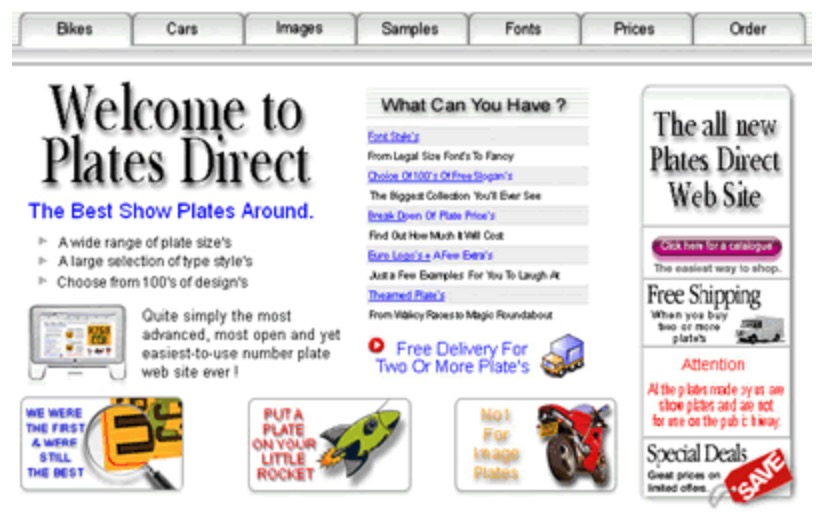 Bikes
Cars
Images
Samples
Fonts
Prices
Order
Welcome to
Plates Direct
The Best Show Plates Around.
A wide range of plate size's
A large selection of type style's
Choose from 100's of design's
Quite simply the most
advanced, most open and yet
easiest-to-use number plate
web site ever !
What Can You Have ?
Font Style's
From Legal Size Font's To Fancy
Choice Of 100's Of Free Slogan's
The Biggest Collection You'll Ever See
Break Down Of Plate Price's
Find Out How Much It Will Cost
Euro Logo's + A Few Extra's
Just a Few Examples For You To Laugh At
Theamed Plate's
From Wakcy Races to Magic Roundabout
Free Delivery For
Two Or More Plate's
The all new
Plates Direct
Web Site
Click here for a catalogue
The easiest way to shop.
Free Shipping
When you buy
two or more
plate's
Attention
All the plates made by us are
show plates and are not
for use on the public hiway.
Special Deals
Great prices on
limited offers.
SAVE
WE WERE
THE FIRST
& WERE
STILL
THE BEST
PUT A
PLATE
ON YOUR
LITTLE
ROCKET
No1
For
Image
Plates